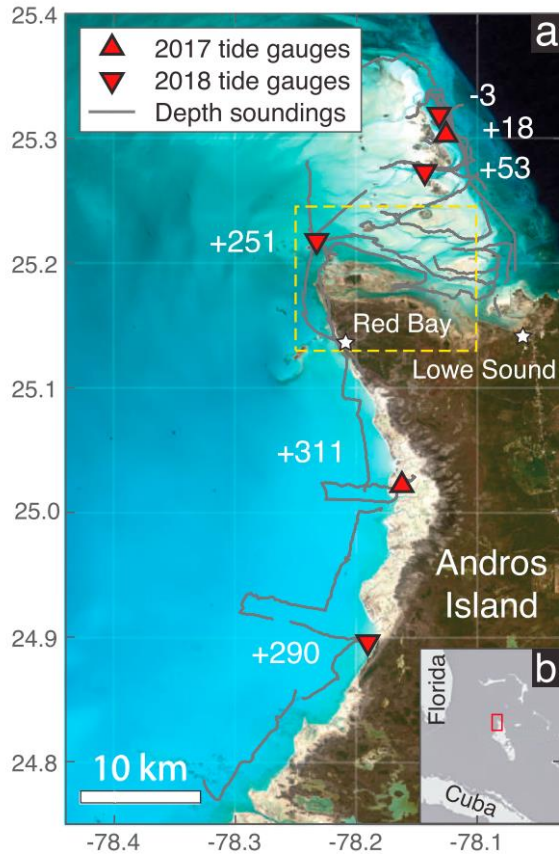 25.4
25.3
25.2
25.1
25.0
24.9
24.8
-78.4
-78.3
-78.2
-78.1
a
2017 tide gauges
2018 tide gauges
Depth soundings
-3
+18
+53
+251
Red Bay
Lowe Sound
+311
Andros
Island
+290
10 km
b
Florida
Cuba